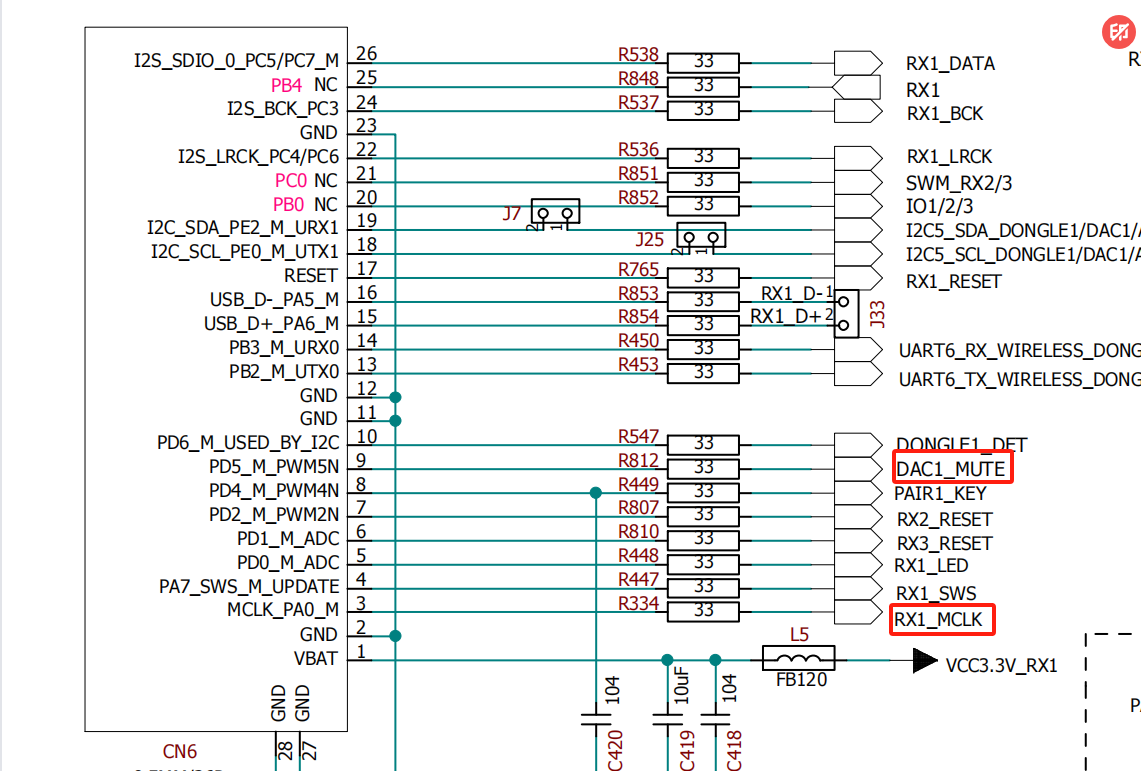 I2S_SDIO_0_PC5/PC7_M 26 R538 33 RX1_DATA
PB4 NC 25 R848 33 RX1
I2S_BCK_PC3 24 R537 33 RX1_BCK
GND 23
I2S_LRCK_PC4/PC6 22 R536 33 RX1_LRCK
PC0 NC 21 R851 33 SWM_RX2/3
PB0 NC 20 R852 33 IO1/2/3
J7 2 1
I2C_SDA_PE2_M_URX1 19 I2C5_SDA_DONGLE1/DAC1/
J25 2 1
I2C_SCL_PE0_M_UTX1 18 I2C5_SCL_DONGLE1/DAC1/
RESET 17 R765 33 RX1_RESET
USB_D-_PA5_M 16 R853 33 RX1_D- 1
J33
USB_D+_PA6_M 15 R854 33 RX1_D+ 2
PB3_M_URX0 14 R450 33 UART6_RX_WIRELESS_DONG
PB2_M_UTX0 13 R453 33 UART6_TX_WIRELESS_DONG
GND 12
GND 11
PD6_M_USED_BY_I2C 10 R547 33 DONGLE1_DET
PD5_M_PWM5N 9 R812 33 DAC1_MUTE
PD4_M_PWM4N 8 R449 33 PAIR1_KEY
PD2_M_PWM2N 7 R807 33 RX2_RESET
PD1_M_ADC 6 R810 33 RX3_RESET
PD0_M_ADC 5 R448 33 RX1_LED
PA7_SWS_M_UPDATE 4 R447 33 RX1_SWS
MCLK_PA0_M 3 R334 33 RX1_MCLK
GND 2
VBAT 1 L5 FB120 VCC3.3V_RX1
104 10uF 104
C420 C419 C418
GND GND
28 27
CN6